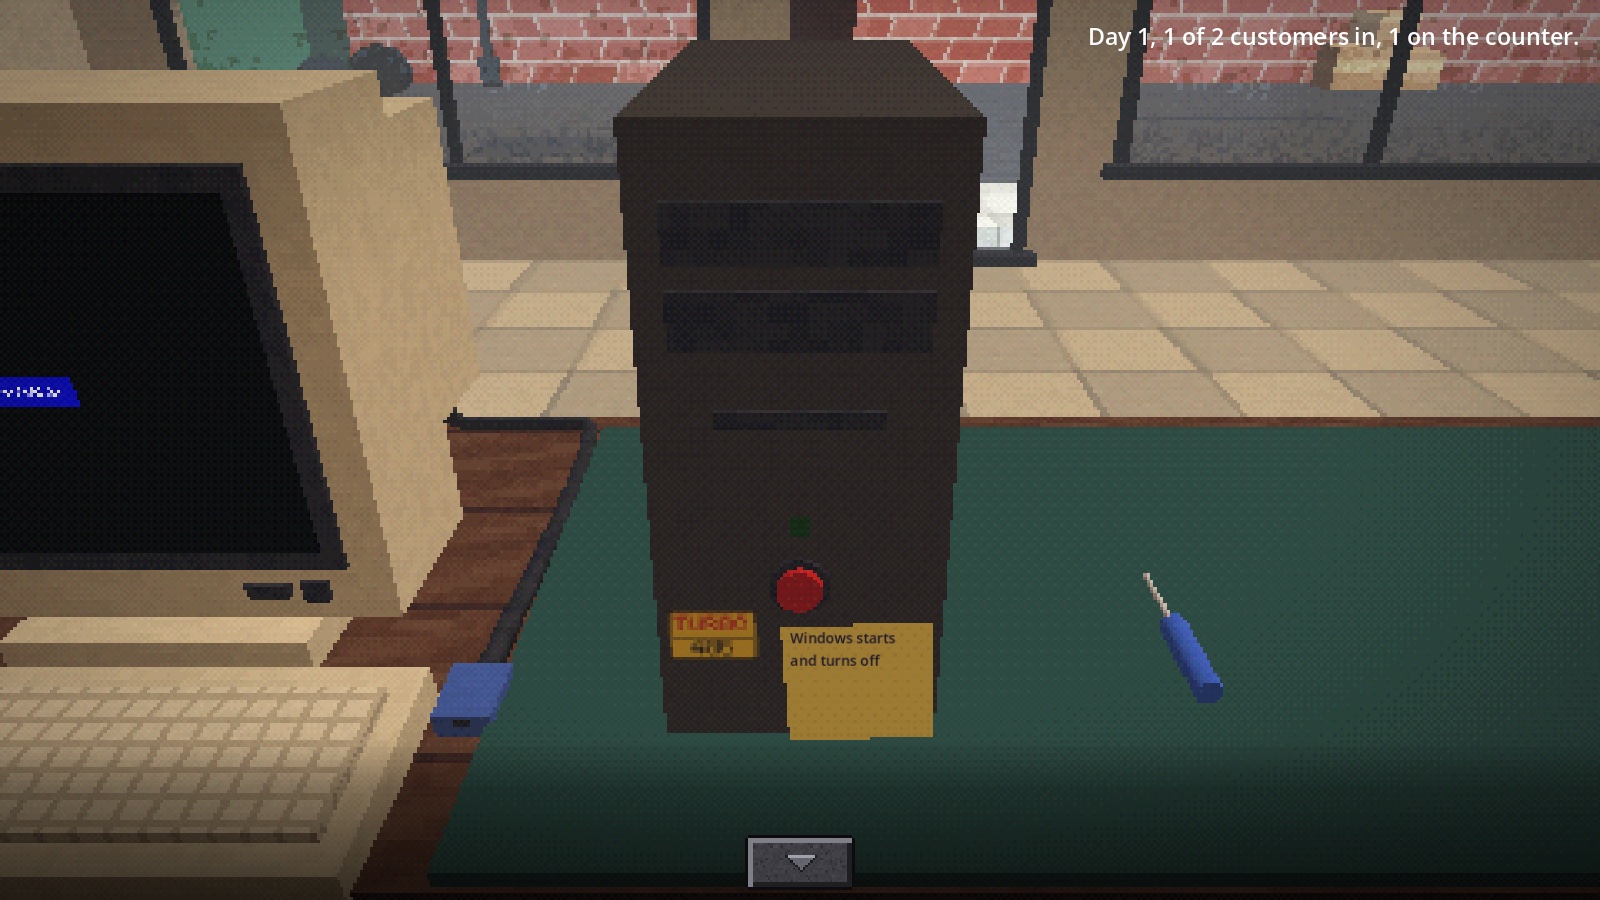 Day 1, 1 of 2 customers in, 1 on the counter.
TURBO
Windows starts
and turns off